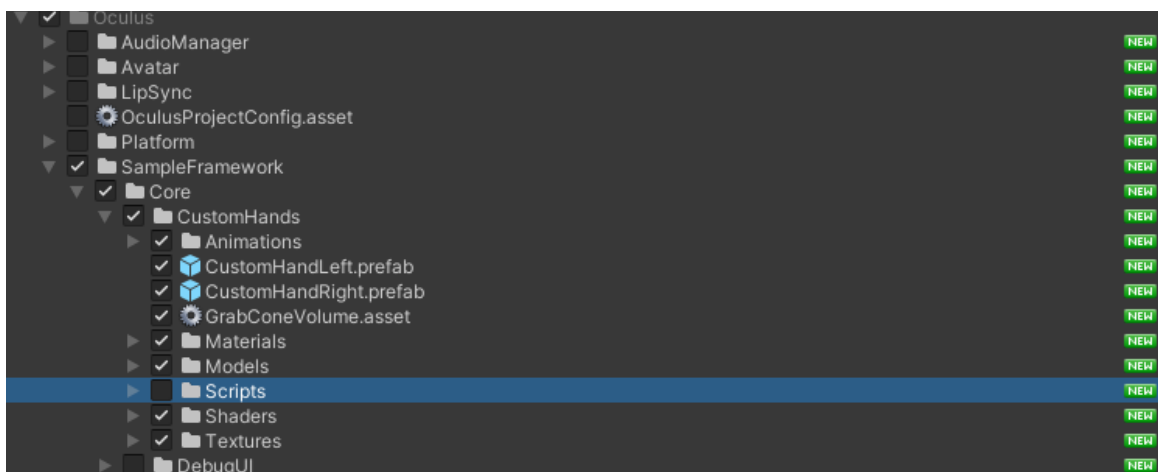 Oculus
AudioManager NEW
Avatar NEW
LipSync NEW
OculusProjectConfig.asset NEW
Platform NEW
SampleFramework NEW
Core NEW
CustomHands NEW
Animations NEW
CustomHandLeft.prefab NEW
CustomHandRight.prefab NEW
GrabConeVolume.asset NEW
Materials NEW
Models NEW
Scripts NEW
Shaders NEW
Textures NEW
DebugUI NEW